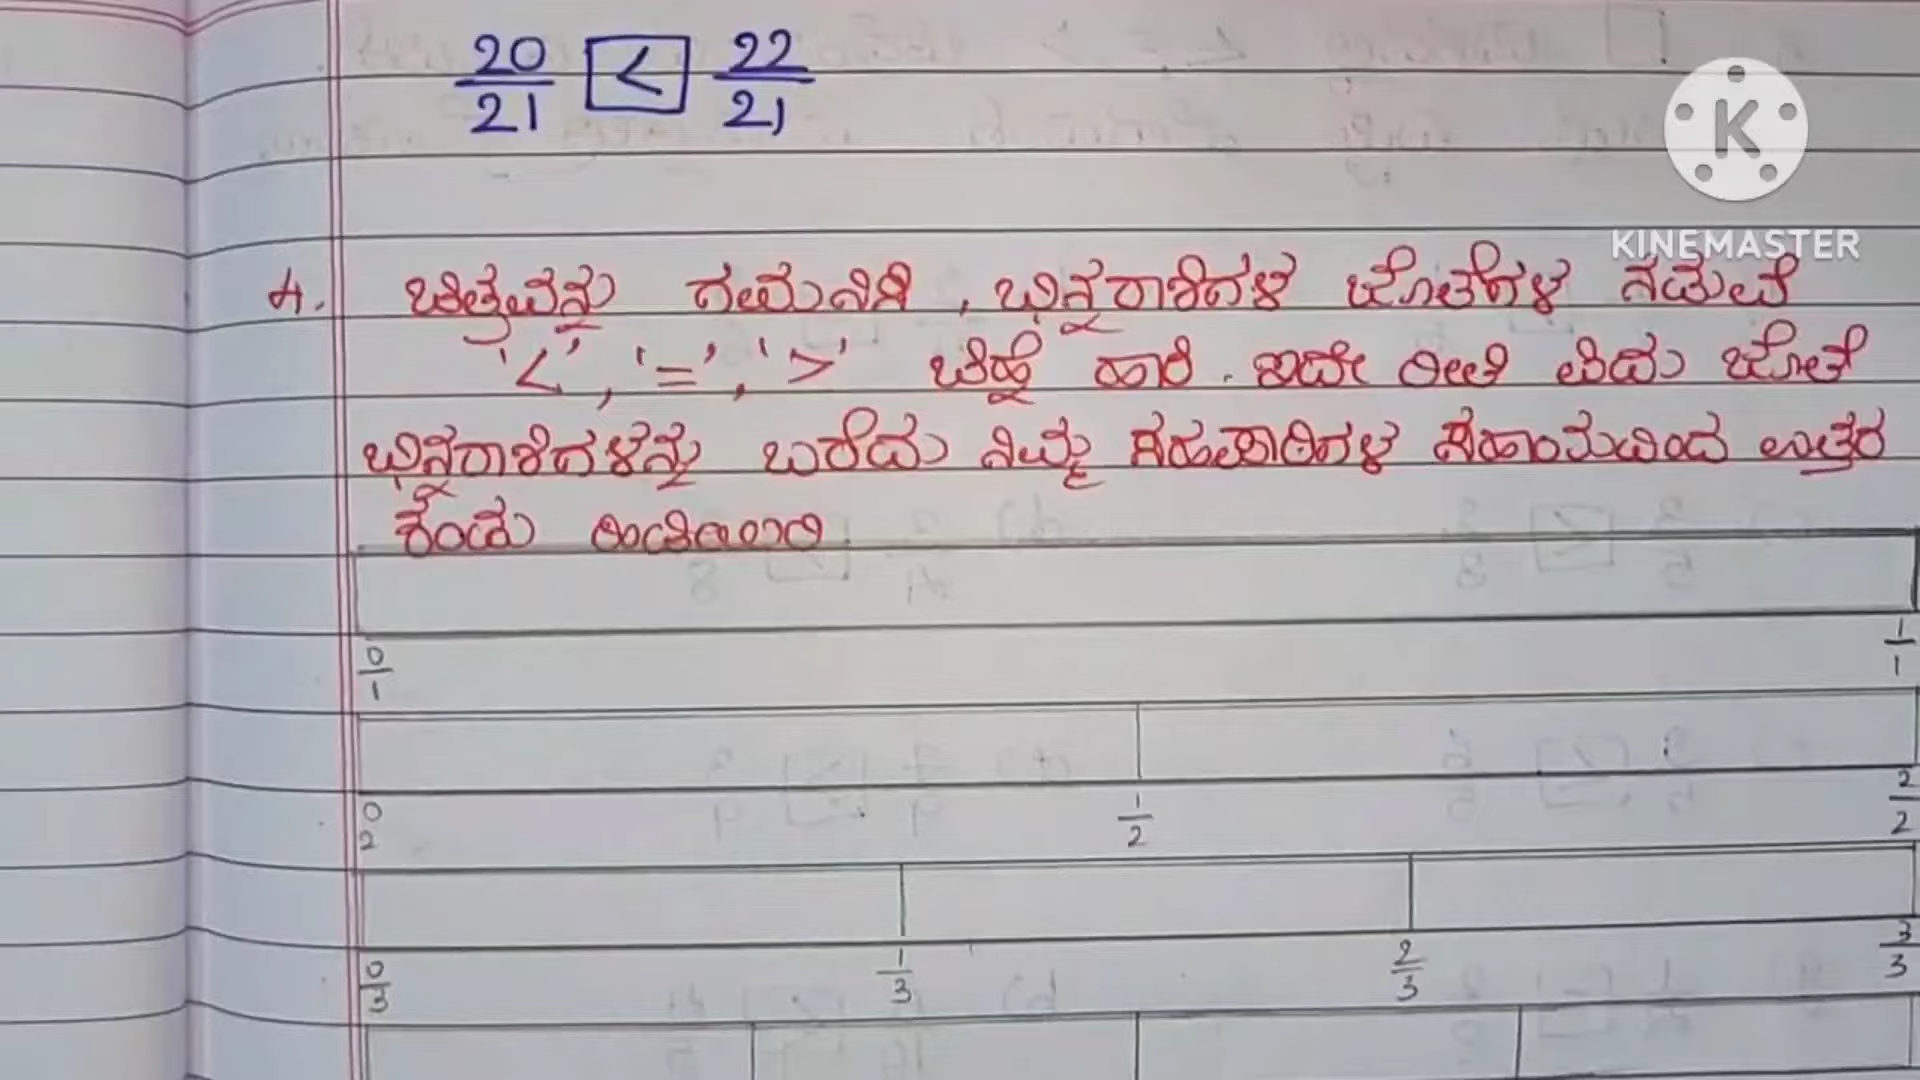 20/21 < 22/21
KINEMASTER
4. ಚಿತ್ರವನ್ನು ಗಮನಿಸಿ, ಭಿನ್ನರಾಶಿಗಳ ಜೊತೆಗಳ ನಡುವೆ
'<', '=', '>' ಚಿಹ್ನೆ ಹಾಕಿ. ಇದೇ ರೀತಿ ಐದು ಜೊತೆ
ಭಿನ್ನರಾಶಿಗಳನ್ನು ಬರೆದು ನಿಮ್ಮ ಸಹಪಾಠಿಗಳ ಸಹಾಯದಿಂದ ಉತ್ತರ
ಕಂಡು
0/1 1/1
0/2 1/2 2/2
0/3 1/3 2/3 3/3